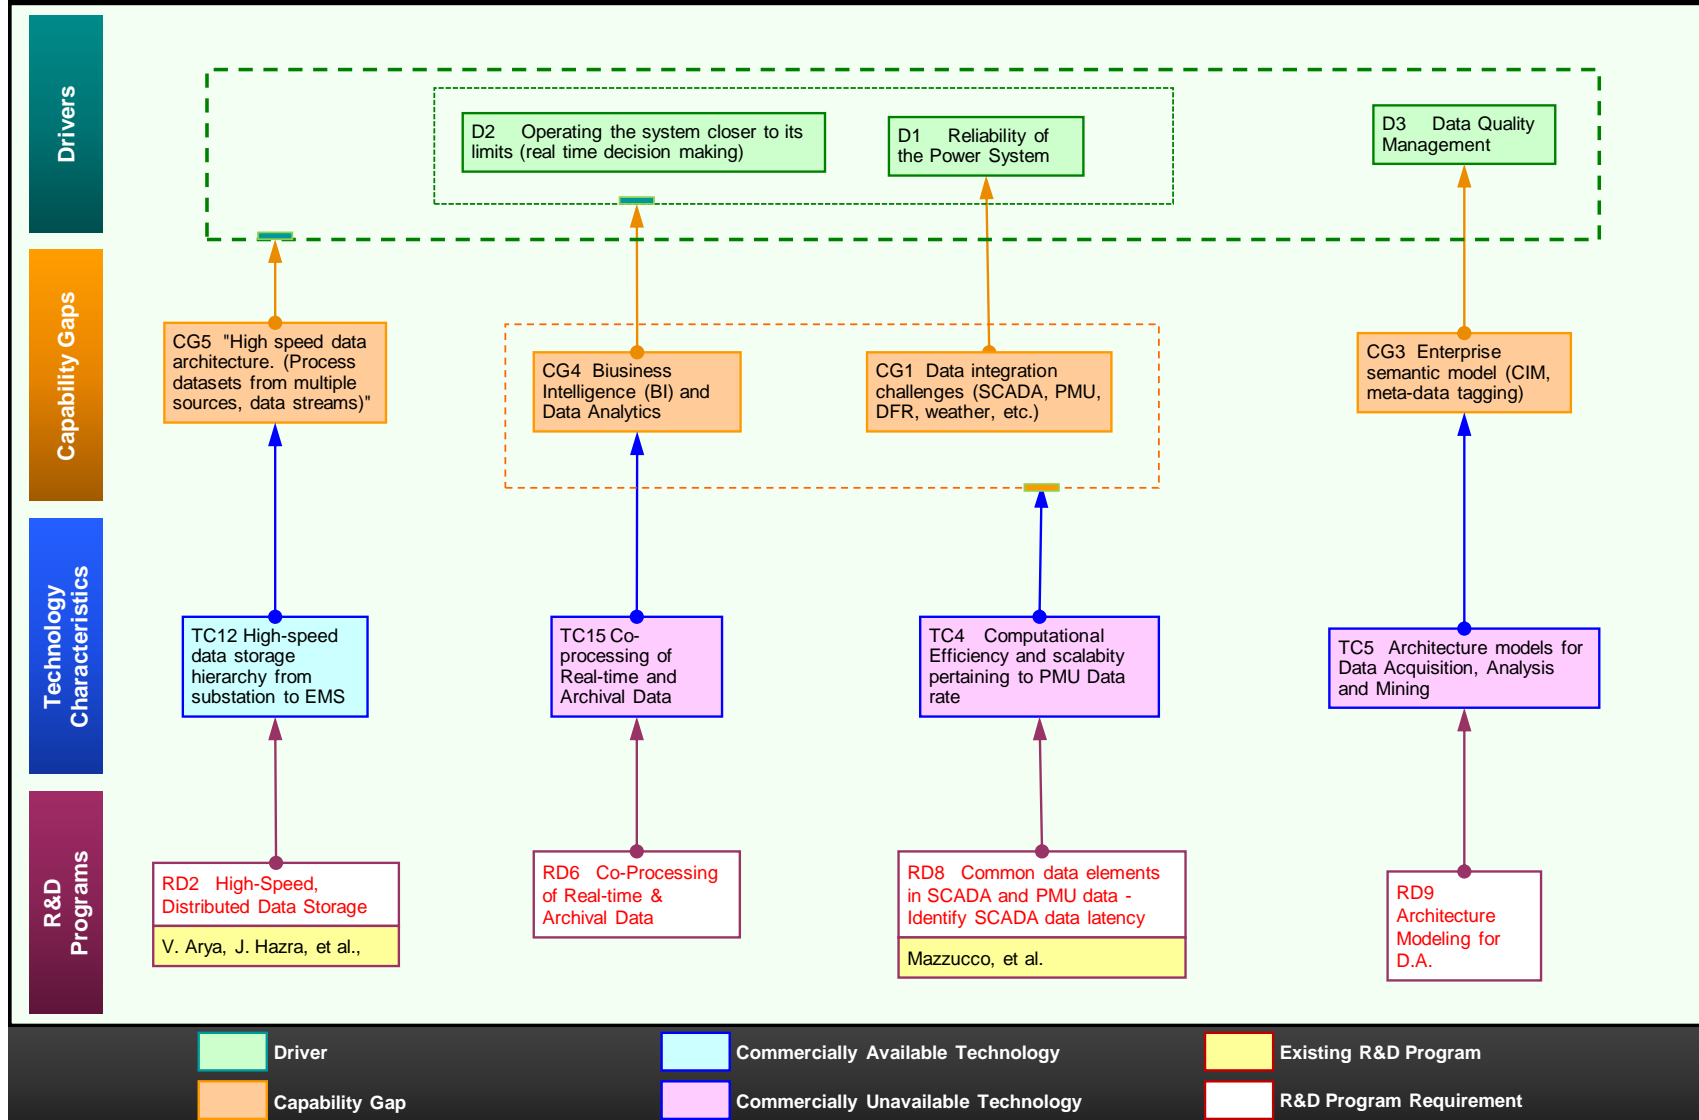 Drivers
D2 Operating the system closer to its
limits (real time decision making)
D1 Reliability of
the Power System
D3 Data Quality
Management
Capability Gaps
CG5 "High speed data
architecture. (Process
datasets from multiple
sources, data streams)"
CG4 Biusiness
Intelligence (BI) and
Data Analytics
CG1 Data integration
challenges (SCADA, PMU,
DFR, weather, etc.)
CG3 Enterprise
semantic model (CIM,
meta-data tagging)
Technology
Characteristics
TC12 High-speed
data storage
hierarchy from
substation to EMS
TC15 Co-
processing of
Real-time and
Archival Data
TC4 Computational
Efficiency and scalabity
pertaining to PMU Data
rate
TC5 Architecture models for
Data Acquisition, Analysis
and Mining
R&D
Programs
RD2 High-Speed,
Distributed Data Storage
V. Arya, J. Hazra, et al.,
RD6 Co-Processing
of Real-time &
Archival Data
RD8 Common data elements
in SCADA and PMU data -
Identify SCADA data latency
Mazzucco, et al.
RD9
Architecture
Modeling for
D.A.
Driver
Commercially Available Technology
Existing R&D Program
Capability Gap
Commercially Unavailable Technology
R&D Program Requirement